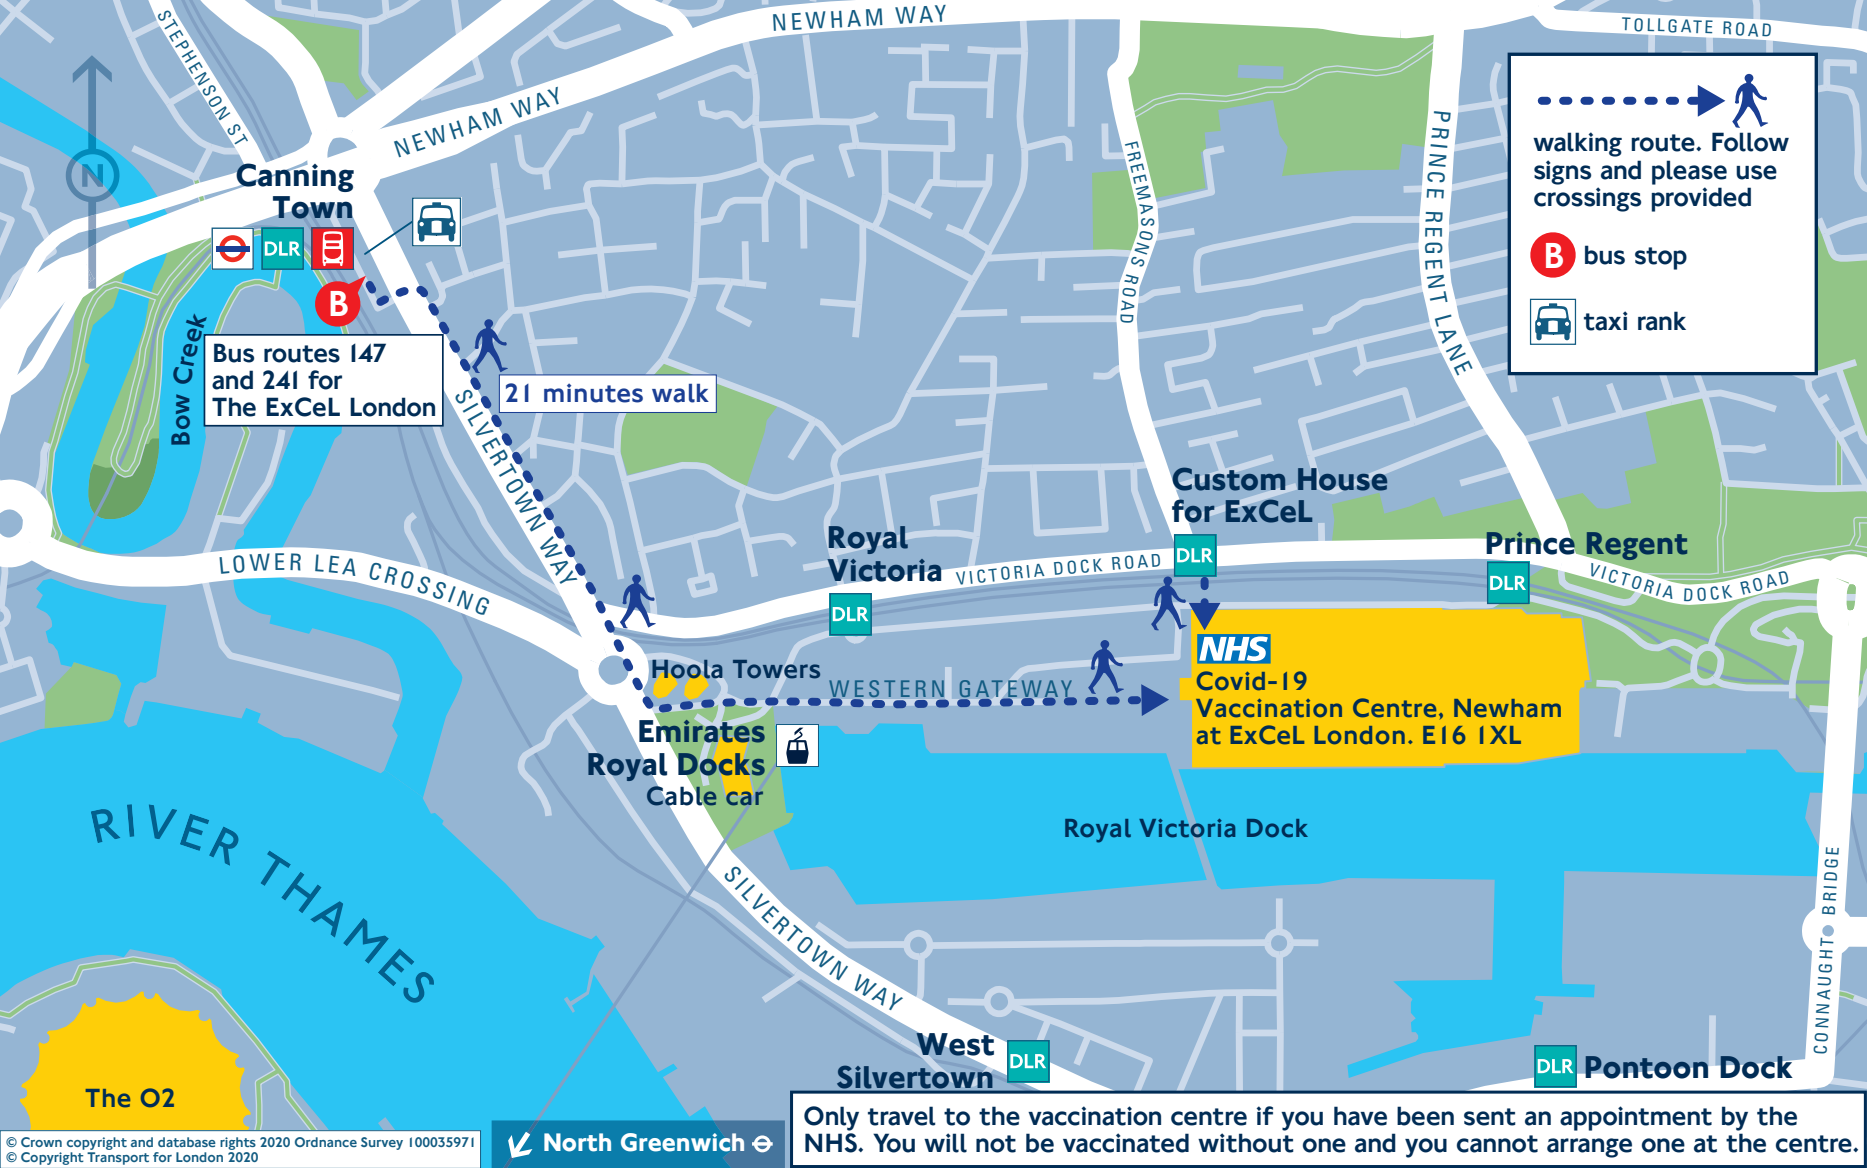 NEWHAM WAY
TOLLGATE ROAD
STEPHENSON ST
NEWHAM WAY
N
Canning
Town
DLR
B
Bus routes 147
and 241 for
The ExCeL London
Bow Creek
21 minutes walk
SILVERTOWN WAY
FREEMASONS ROAD
PRINCE REGENT LANE
walking route. Follow
signs and please use
crossings provided
B bus stop
taxi rank
LOWER LEA CROSSING
Royal
Victoria
DLR
VICTORIA DOCK ROAD
Custom House
for ExCeL
DLR
Prince Regent
DLR
VICTORIA DOCK ROAD
Hoola Towers
WESTERN GATEWAY
NHS
Covid-19
Vaccination Centre, Newham
at ExCeL London. E16 1XL
Emirates
Royal Docks
Cable car
Royal Victoria Dock
RIVER THAMES
SILVERTOWN WAY
CONNAUGHT BRIDGE
West
Silvertown
DLR
DLR Pontoon Dock
The O2
© Crown copyright and database rights 2020 Ordnance Survey 100035971
© Copyright Transport for London 2020
North Greenwich
Only travel to the vaccination centre if you have been sent an appointment by the
NHS. You will not be vaccinated without one and you cannot arrange one at the centre.